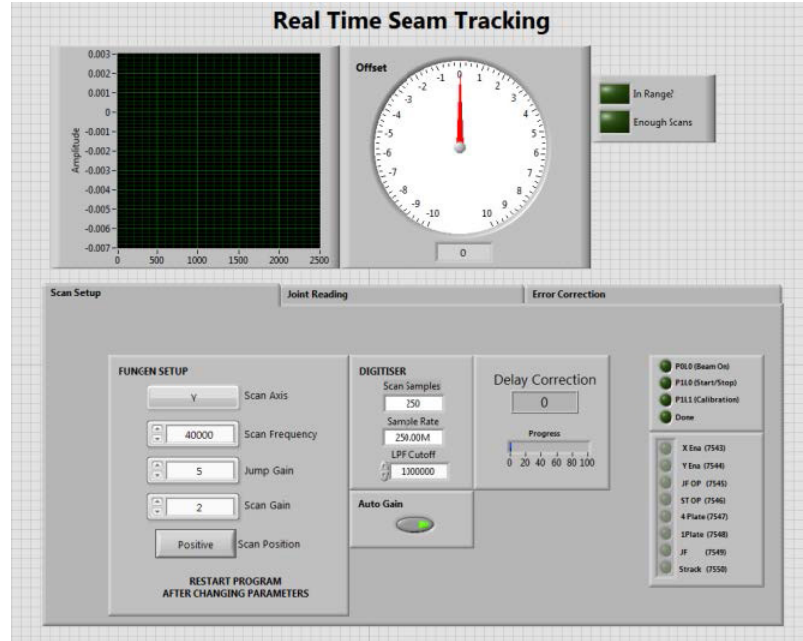 Real Time Seam Tracking
Amplitude
0.003
0.002
0.001
0
-0.001
-0.002
-0.003
-0.004
-0.005
-0.006
-0.007
0 500 1000 1500 2000 2500
Offset
-10 -9 -8 -7 -6 -5 -4 -3 -2 -1 0 1 2 3 4 5 6 7 8 9 10
0
In Range?
Enough Scans
Scan Setup
Joint Reading
Error Correction
FUNGEN SETUP
Y Scan Axis
40000 Scan Frequency
5 Jump Gain
2 Scan Gain
Positive Scan Position
RESTART PROGRAM
AFTER CHANGING PARAMETERS
DIGITISER
Scan Samples
250
Sample Rate
250.00M
LPF Cutoff
1000000
Auto Gain
Delay Correction
0
Progress
0 20 40 60 80 100
P0L0 (Beam On)
P1L0 (Start/Stop)
P1L1 (Calibration)
Done
X Ena (7543)
Y Ena (7544)
JF OP (7545)
ST OP (7546)
4 Plate (7547)
1Plate (7548)
JF (7549)
Strack (7550)